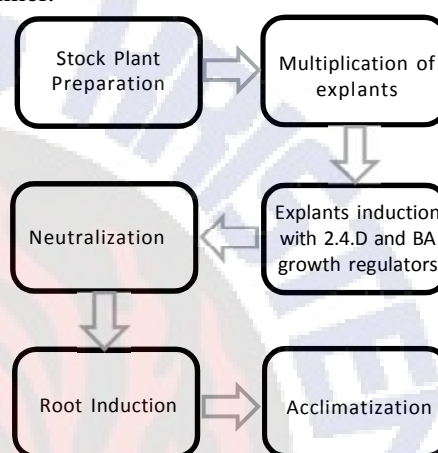 Stock Plant
Preparation
Multiplication of
explants
Explants induction
with 2.4.D and BA
growth regulators
Neutralization
Root Induction
Acclimatization